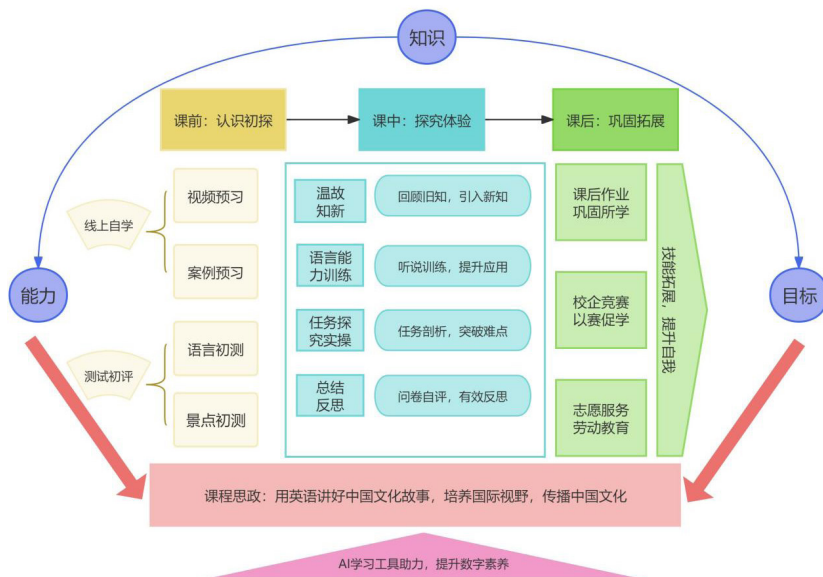 知识
课前：认识初探
课中：探究体验
课后：巩固拓展
线上自学
视频预习
案例预习
测试初评
语言初测
景点初测
温故
知新
回顾旧知，引入新知
语言能
力训练
听说训练，提升应用
任务探
究实操
任务剖析，突破难点
总结
反思
问卷自评，有效反思
课后作业
巩固所学
校企竞赛
以赛促学
志愿服务
劳动教育
技能拓展，提升自我
能力
目标
课程思政：用英语讲好中国文化故事，培养国际视野，传播中国文化
AI学习工具助力，提升数字素养